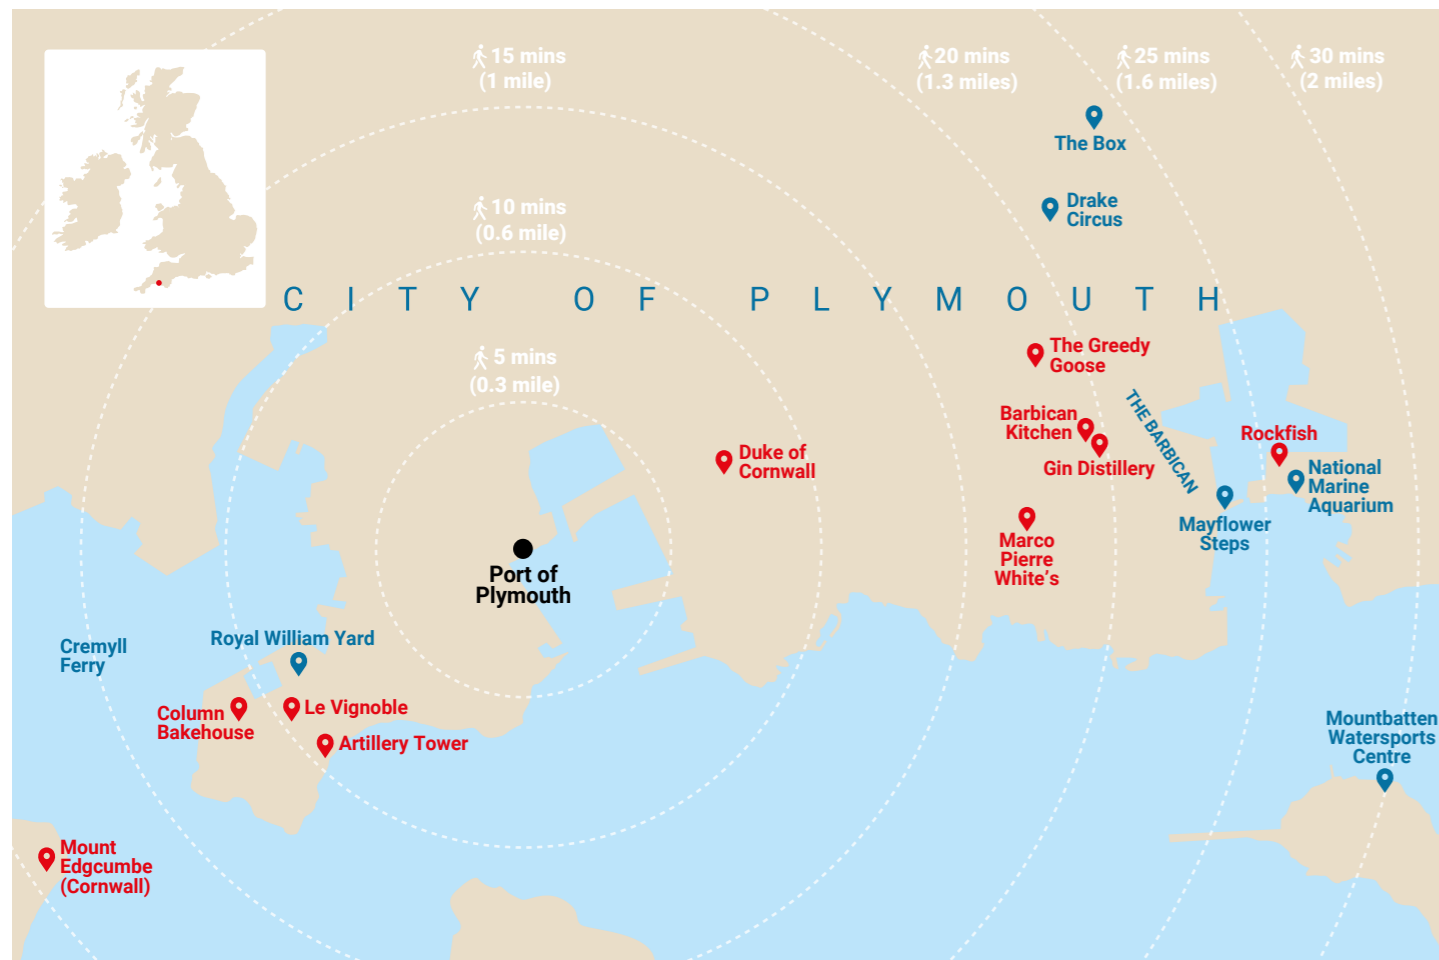 15 mins
(1 mile)
20 mins
(1.3 miles)
25 mins
(1.6 miles)
30 mins
(2 miles)
The Box
Drake
Circus
10 mins
(0.6 mile)
CITY OF PLYMOUTH
5 mins
(0.3 mile)
The Greedy
Goose
Barbican
Kitchen
Gin Distillery
THE BARBICAN
Rockfish
National
Marine
Aquarium
Mayflower
Steps
Duke of
Cornwall
Marco
Pierre
White's
Port of
Plymouth
Cremyll
Ferry
Royal William Yard
Column
Bakehouse
Le Vignoble
Artillery Tower
Mountbatten
Watersports
Centre
Mount
Edgcumbe
(Cornwall)